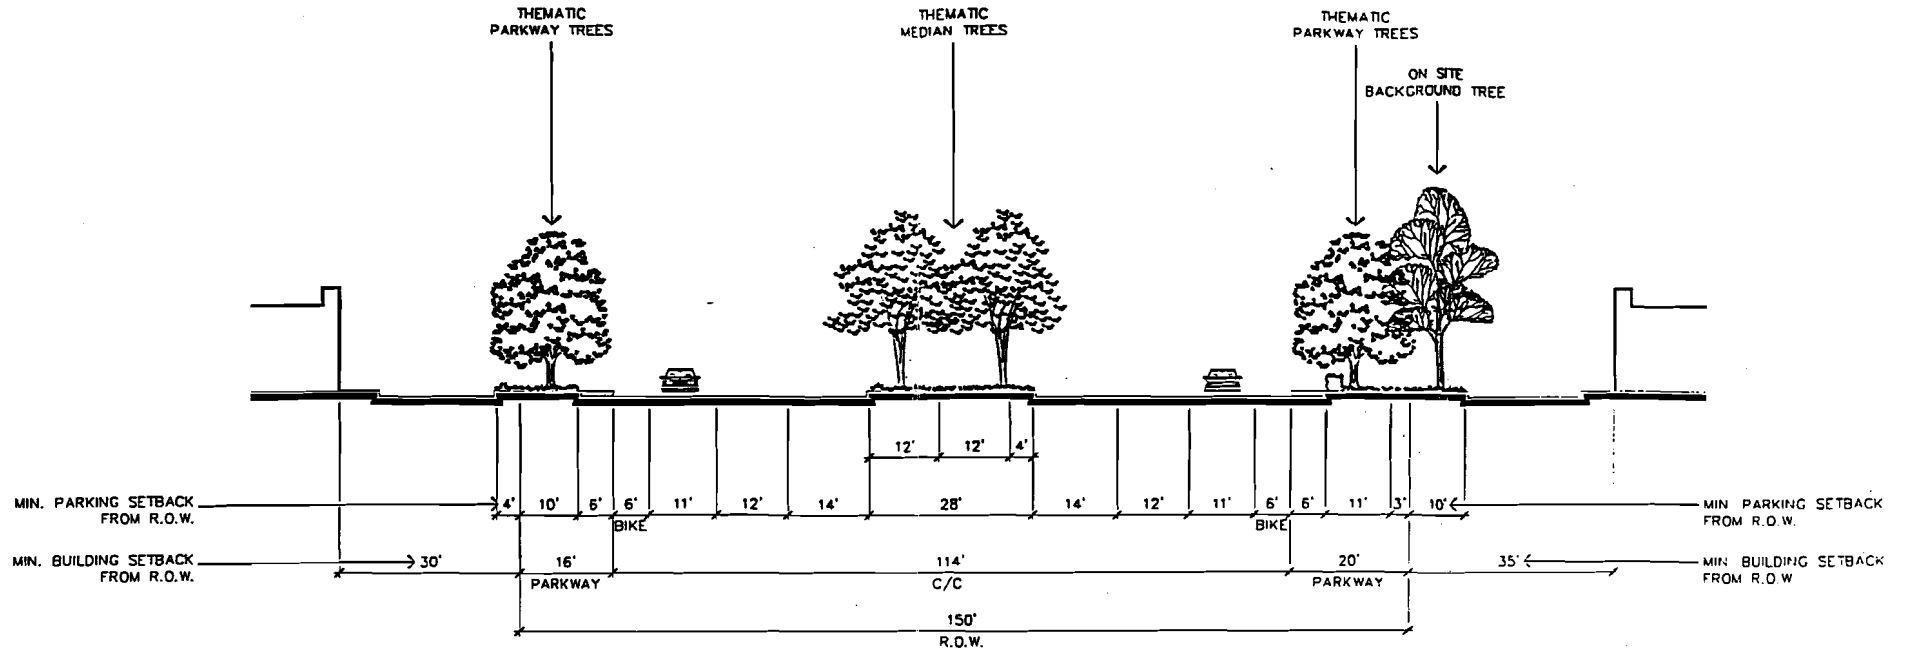 THEMATIC
PARKWAY TREES
THEMATIC
MEDIAN TREES
THEMATIC
PARKWAY TREES
ON SITE
BACKGROUND TREE
12' 12' 4'
MIN. PARKING SETBACK
FROM R.O.W.
4' 10' 6' 6' 11' 12' 14' 28' 14' 12' 11' 6' 6' 11' 3' 10'
BIKE BIKE
MIN PARKING SETBACK
FROM R.O.W.
MIN. BUILDING SETBACK
FROM R.O.W.
30' 16' 114' 20' 35'
PARKWAY C/C PARKWAY
MIN BUILDING SETBACK
FROM R.O.W
150'
R.O.W.